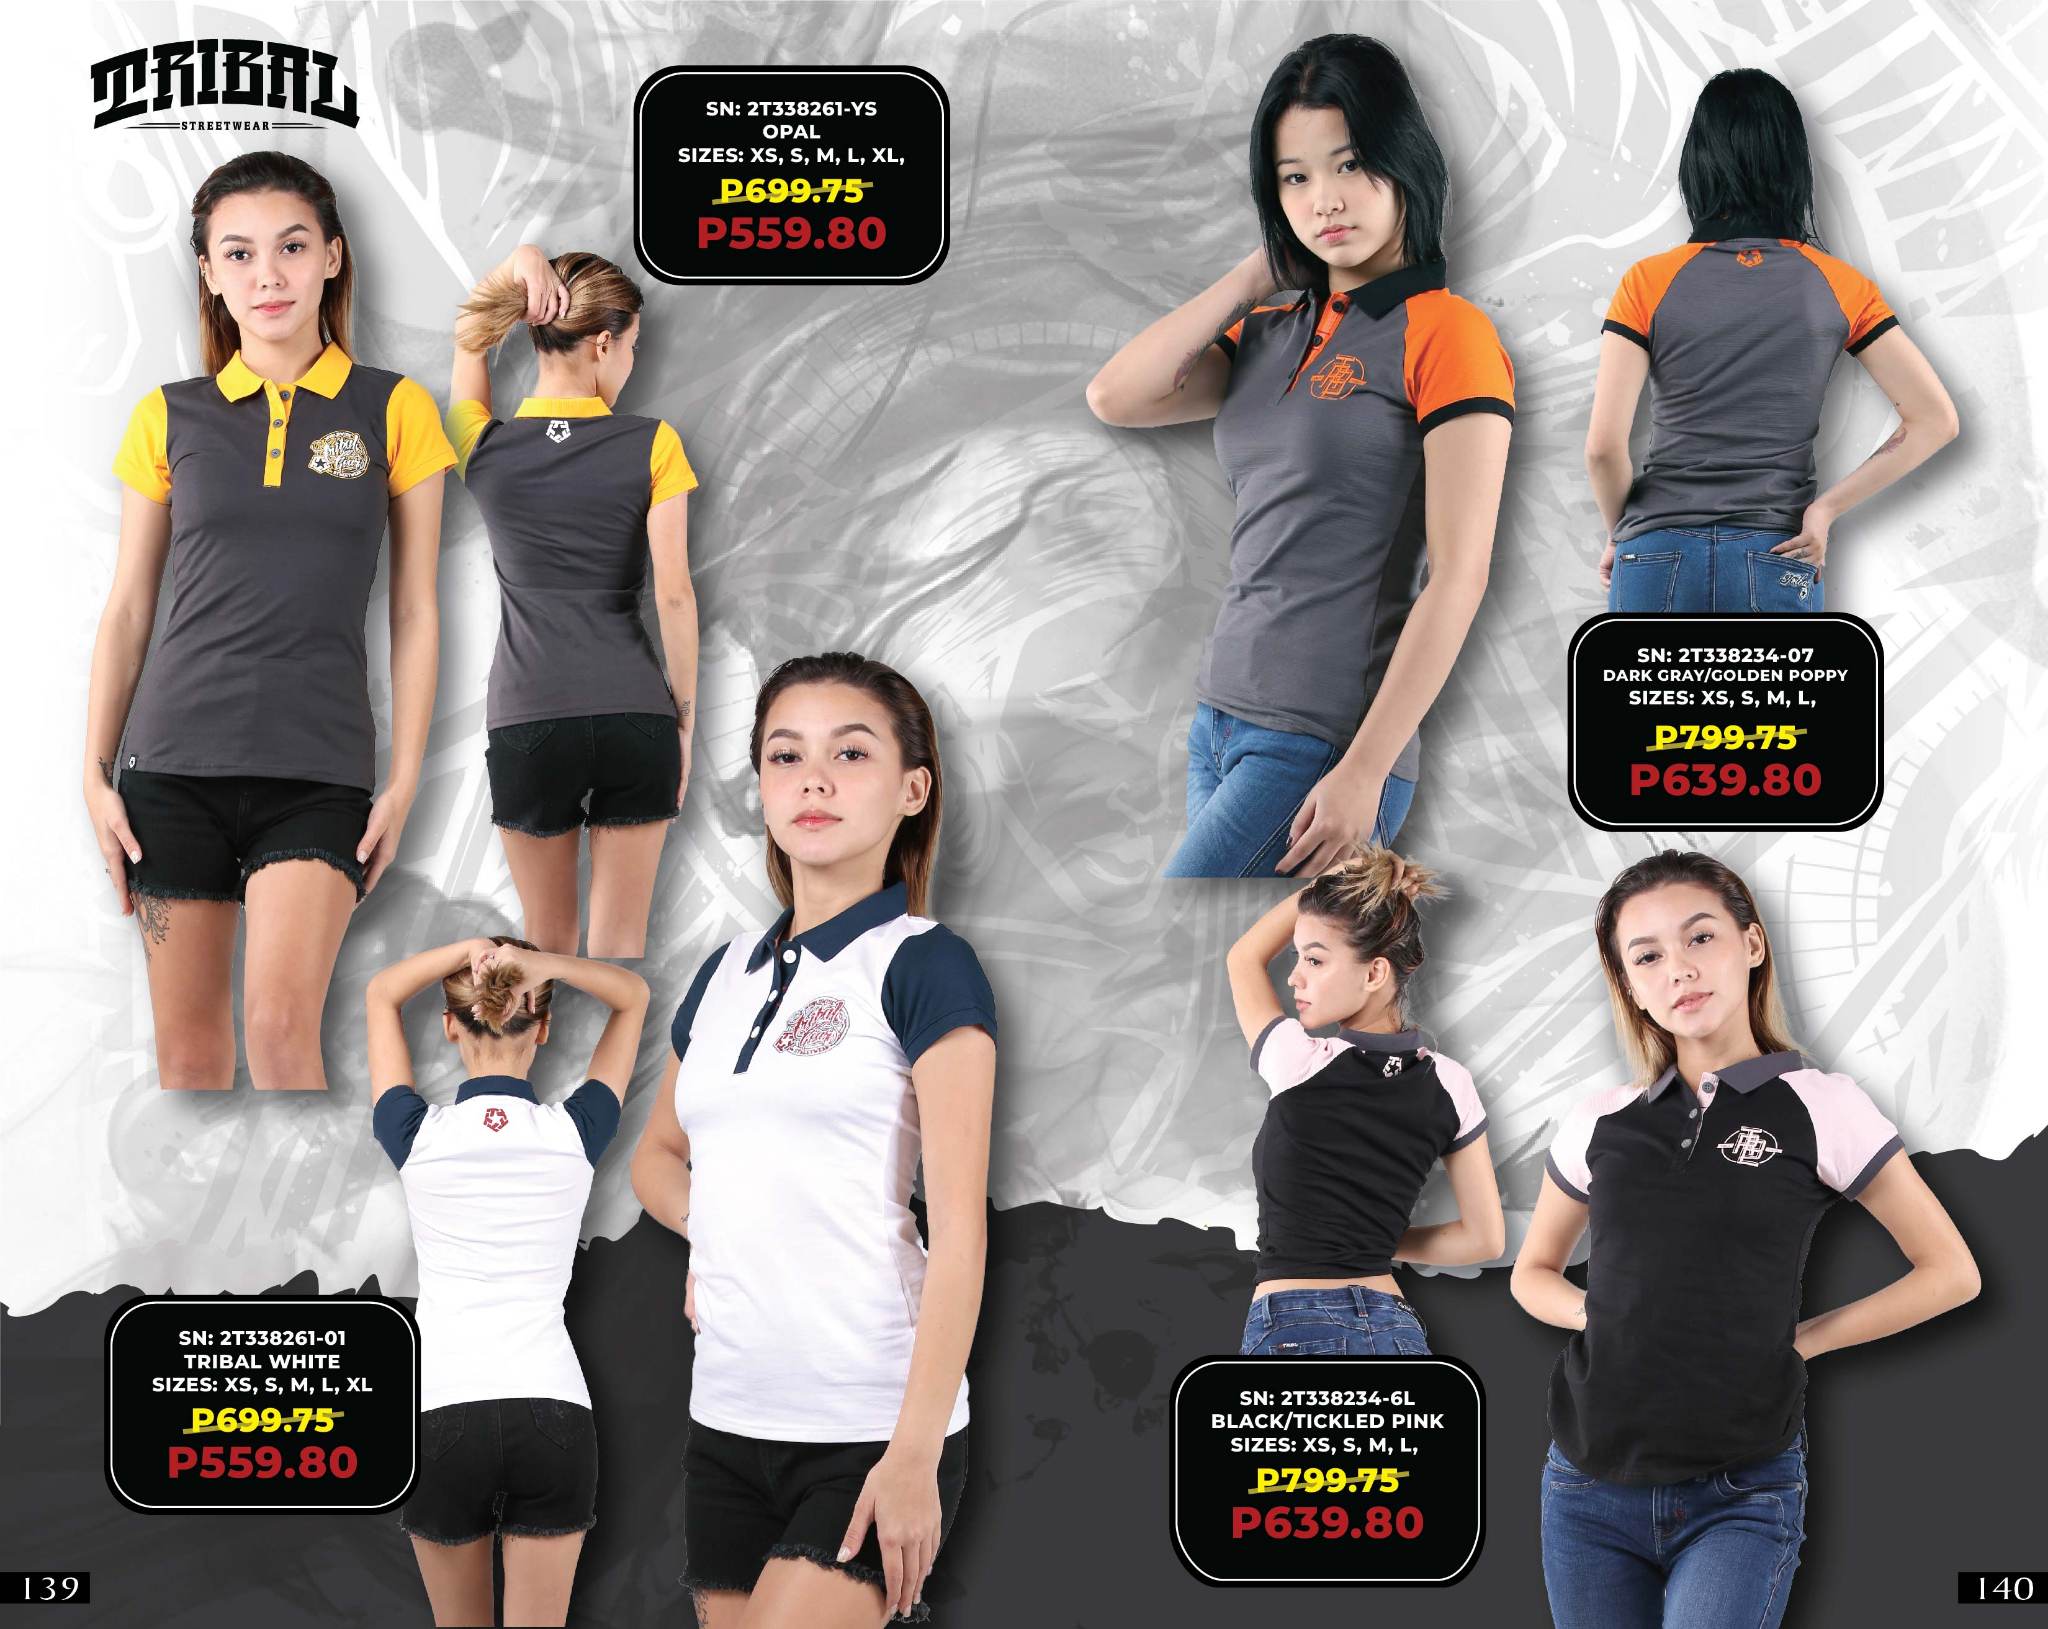 TRIBAL
STREETWEAR
SN: 2T338261-YS
OPAL
SIZES: XS, S, M, L, XL,
P699.75
P559.80
SN: 2T338261-01
TRIBAL WHITE
SIZES: XS, S, M, L, XL
P699.75
P559.80
139
SN: 2T338234-07
DARK GRAY/GOLDEN POPPY
SIZES: XS, S, M, L,
P799.75
P639.80
SN: 2T338234-6L
BLACK/TICKLED PINK
SIZES: XS, S, M, L,
P799.75
P639.80
140